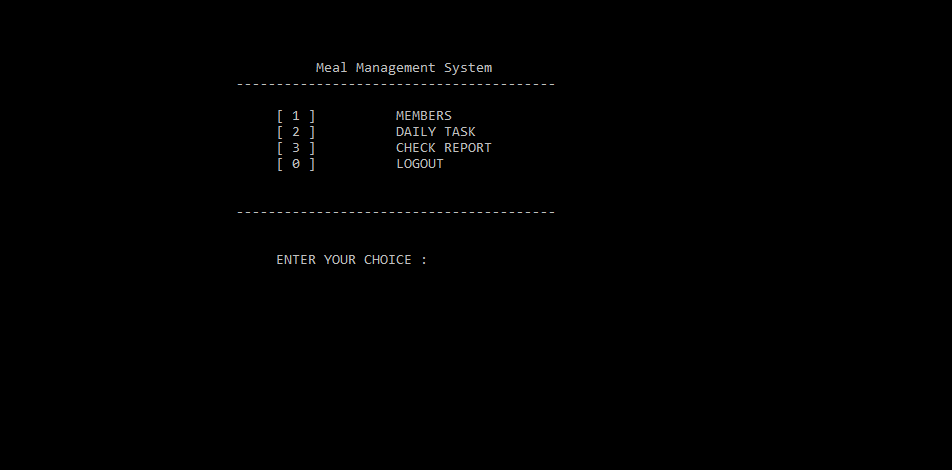 Meal Management System
----------------------------------------
[ 1 ]          MEMBERS
[ 2 ]          DAILY TASK
[ 3 ]          CHECK REPORT
[ 0 ]          LOGOUT
----------------------------------------
ENTER YOUR CHOICE :